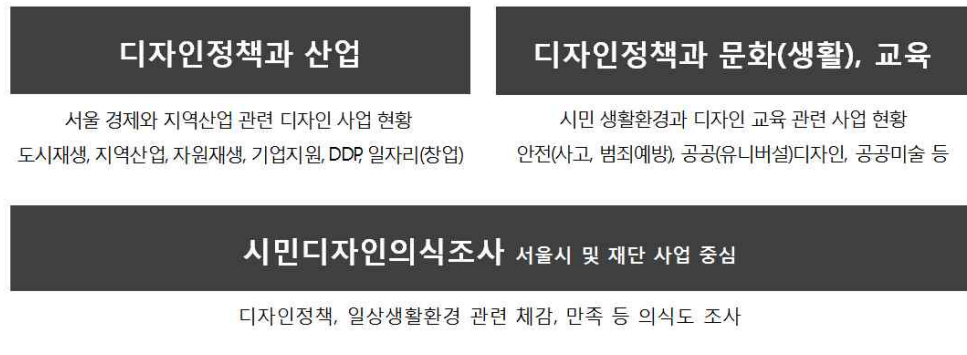 디자인정책과 산업
서울 경제와 지역산업 관련 디자인 사업 현황
도시재생, 지역산업, 자원재생, 기업지원, DDP, 일자리(창업)
디자인정책과 문화(생활), 교육
시민 생활환경과 디자인 교육 관련 사업 현황
안전(사고, 범죄예방), 공공(유니버설)디자인, 공공미술 등
시민디자인의식조사 서울시 및 재단 사업 중심
디자인정책, 일상생활환경 관련 체감, 만족 등 의식도 조사